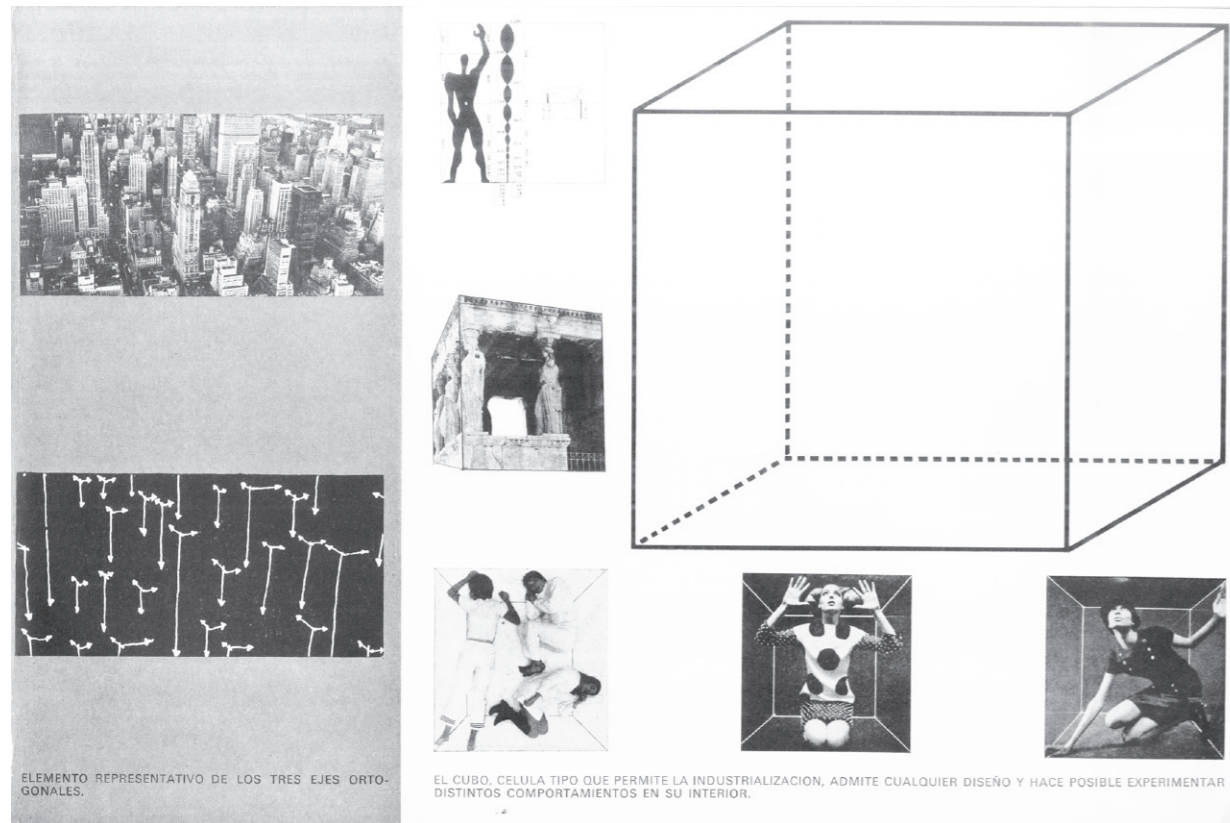 ELEMENTO REPRESENTATIVO DE LOS TRES EJES ORTO-
GONALES.
EL CUBO, CELULA TIPO QUE PERMITE LA INDUSTRIALIZACION, ADMITE CUALQUIER DISEÑO Y HACE POSIBLE EXPERIMENTAR
DISTINTOS COMPORTAMIENTOS EN SU INTERIOR.